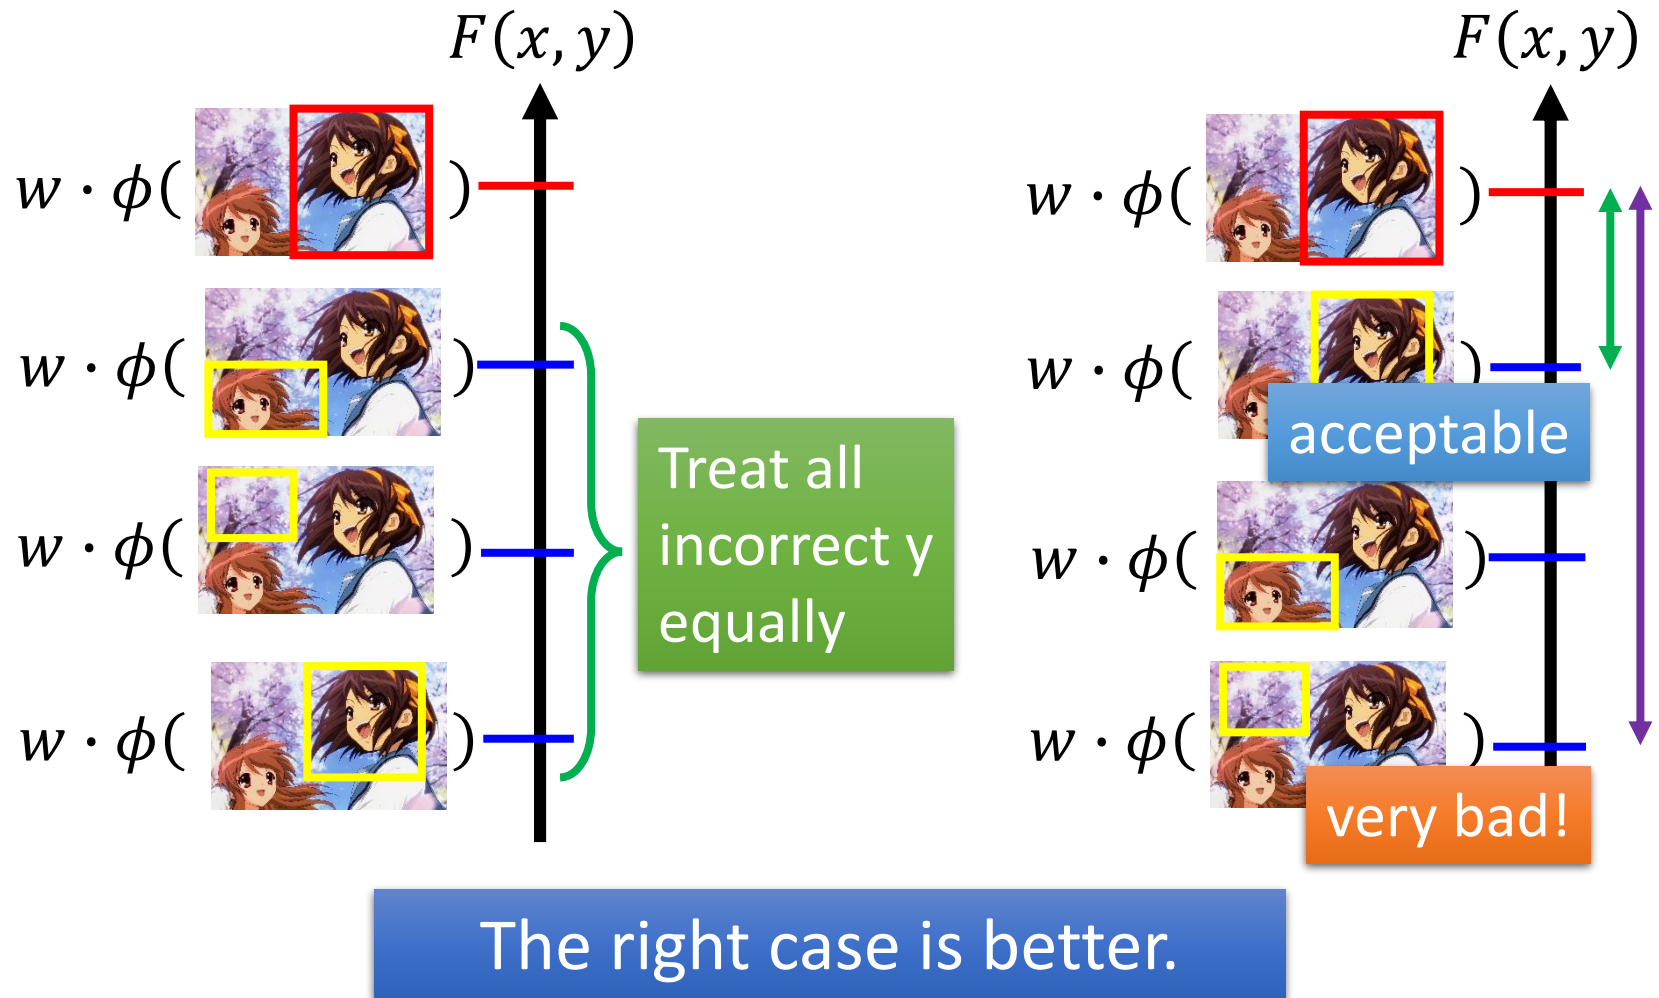 F(x, y)
w · ϕ( )
w · ϕ( )
w · ϕ( )
w · ϕ( )
Treat all
incorrect y
equally
F(x, y)
w · ϕ( )
w · ϕ( )
acceptable
w · ϕ( )
w · ϕ( )
very bad!
The right case is better.